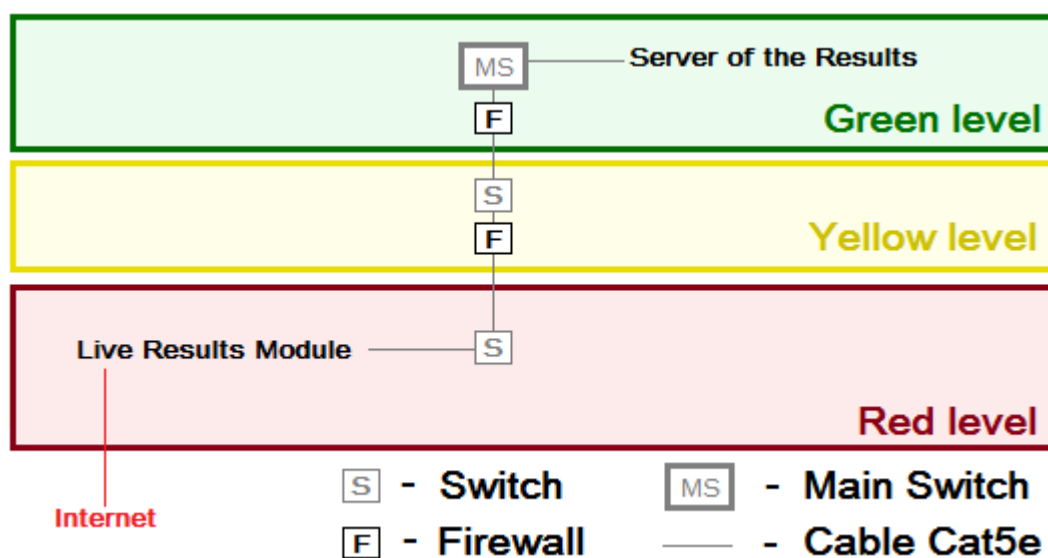 MS Server of the Results
F
Green level
S
F
Yellow level
Live Results Module S
Red level
Internet
S - Switch
MS - Main Switch
F - Firewall
- Cable Cat5e